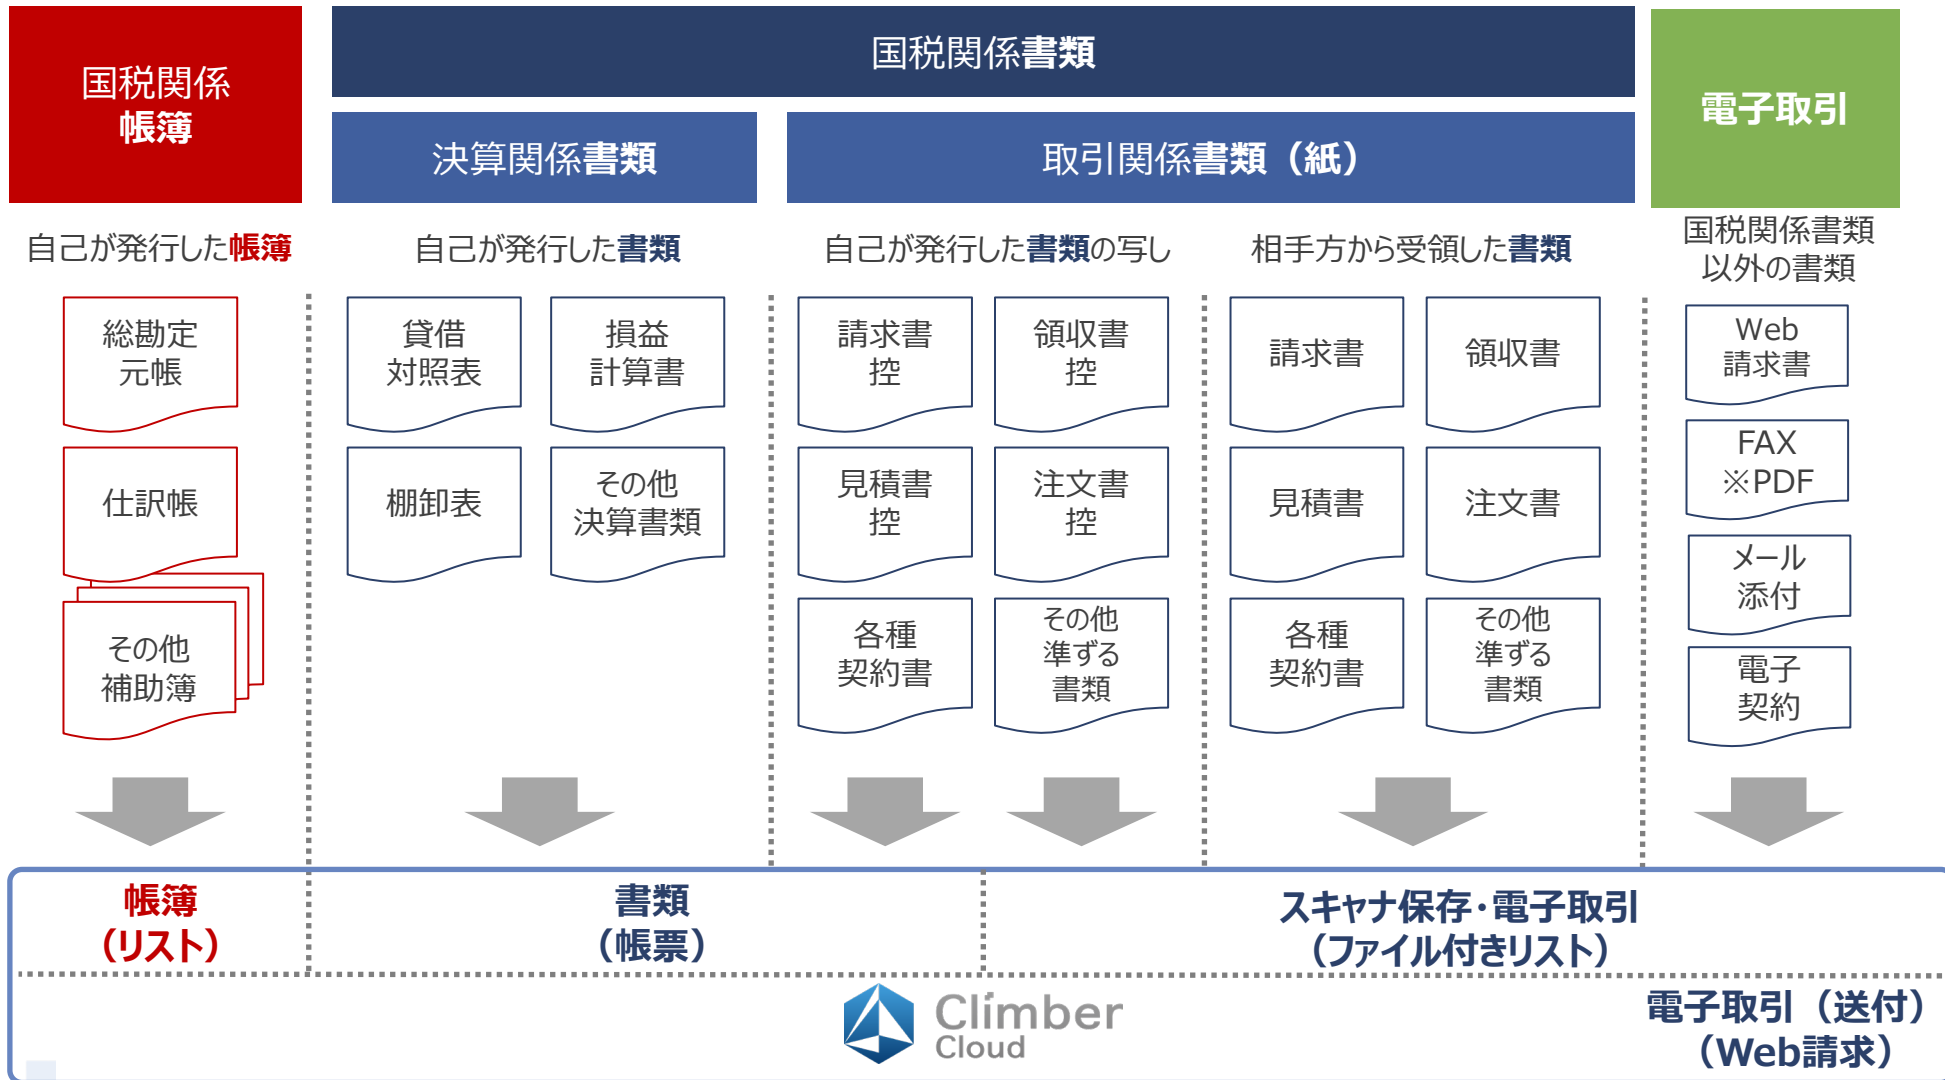 国税関係
帳簿
国税関係書類
決算関係書類
取引関係書類（紙）
電子取引
自己が発行した帳簿
自己が発行した書類
自己が発行した書類の写し
相手方から受領した書類
国税関係書類
以外の書類
総勘定
元帳
仕訳帳
その他
補助簿
貸借
対照表
損益
計算書
棚卸表
その他
決算書類
請求書
控
領収書
控
見積書
控
注文書
控
各種
契約書
その他
準ずる
書類
請求書
領収書
見積書
注文書
各種
契約書
その他
準ずる
書類
Web
請求書
FAX
※PDF
メール
添付
電子
契約
帳簿
（リスト）
書類
（帳票）
スキャナ保存・電子取引
（ファイル付きリスト）
Climber
Cloud
電子取引（送付）
（Web請求）